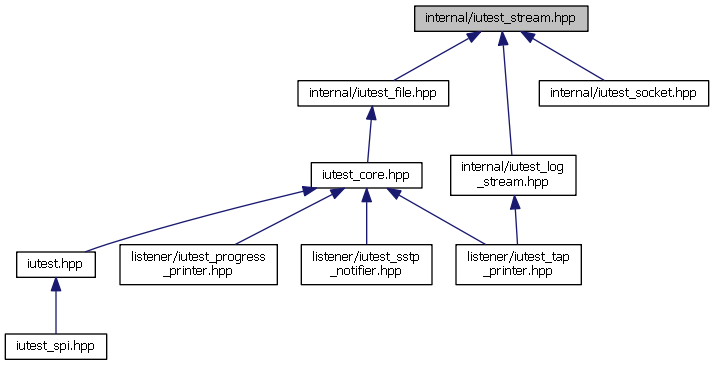 internal/iutest_stream.hpp
internal/iutest_file.hpp
internal/iutest_socket.hpp
iutest_core.hpp
internal/iutest_log
_stream.hpp
iutest.hpp
listener/iutest_progress
_printer.hpp
listener/iutest_sstp
_notifier.hpp
listener/iutest_tap
_printer.hpp
iutest_spi.hpp